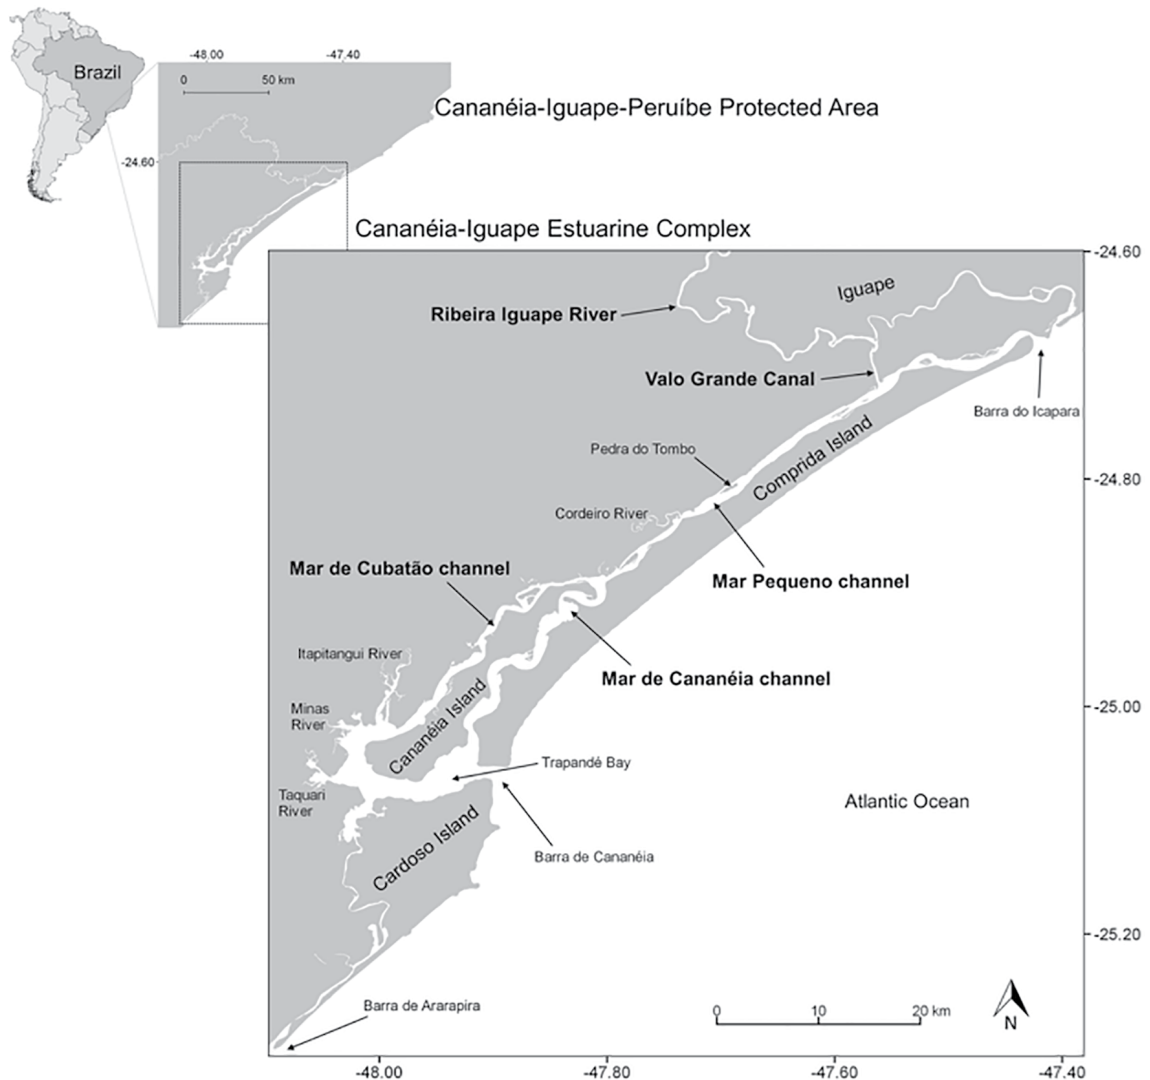 -48.00
-47.40
Brazil
0
50 km
Cananéia-Iguape-Peruíbe Protected Area
-24.60
Cananéia-Iguape Estuarine Complex
-24.60
Iguape
Ribeira Iguape River
Valo Grande Canal
Barra do Icapara
Pedra do Tombo
Comprida Island
-24.80
Cordeiro River
Mar de Cubatão channel
Mar Pequeno channel
Itapitangui River
Mar de Cananéia channel
Minas
River
Cananéia Island
-25.00
Trapandé Bay
Taquari
River
Atlantic Ocean
Cardoso Island
Barra de Cananéia
-25.20
Barra de Ararapira
0
10
20 km
N
-48.00
-47.80
-47.60
-47.40